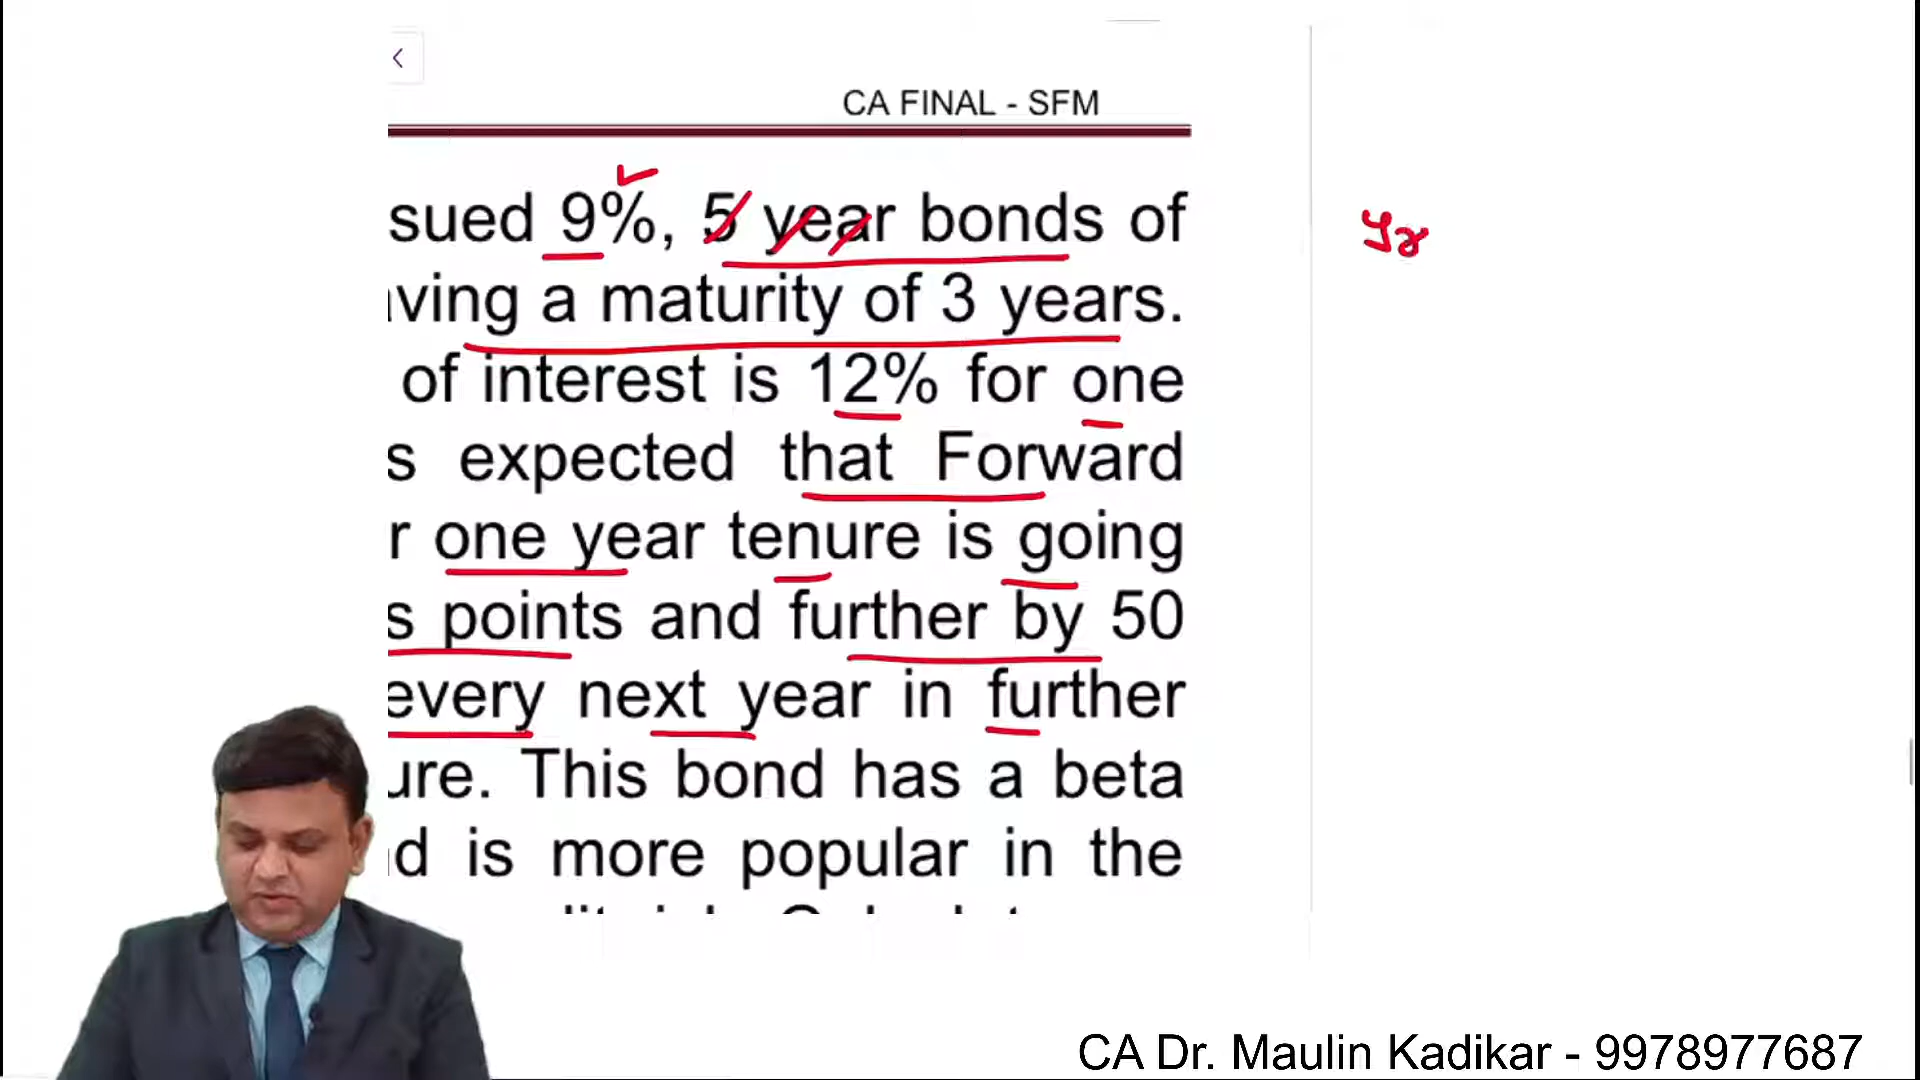 CA FINAL - SFM
sued 9%, 5 year bonds of
ving a maturity of 3 years.
of interest is 12% for one
s expected that Forward
r one year tenure is going
s points and further by 50
every next year in further
ure. This bond has a beta
d is more popular in the
Yr
CA Dr. Maulin Kadikar - 9978977687